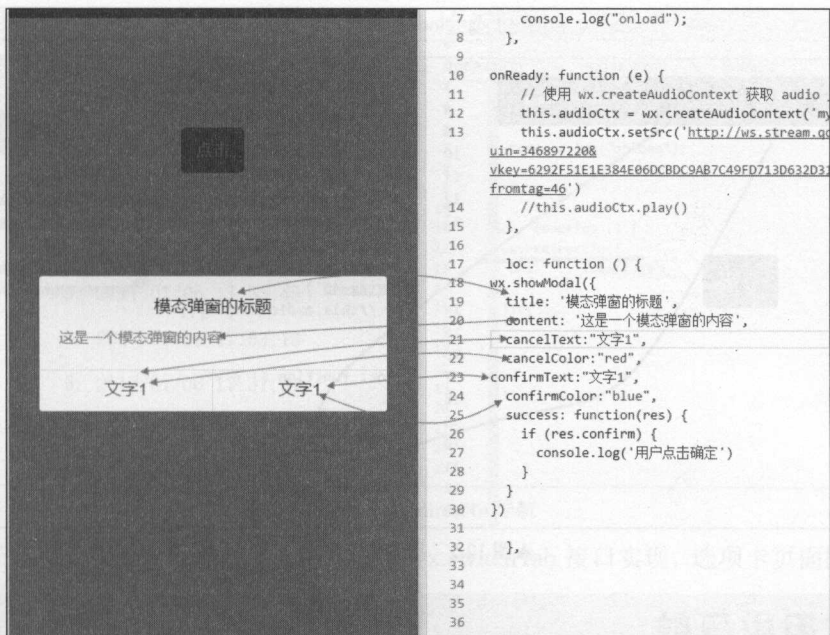 点击
模态弹窗的标题
这是一个模态弹窗的内容
文字1
文字1
7 console.log("onload");
8 },
9
10 onReady: function (e) {
11 // 使用 wx.createAudioContext 获取 audio
12 this.audioCtx = wx.createAudioContext('my
13 this.audioCtx.setSrc('http://ws.stream.qq
uin=346897220&
vkey=6292F51E1E384E06DCBDC9AB7C49FD713D632D31
fromtag=46')
14 //this.audioCtx.play()
15 },
16
17 loc: function () {
18 wx.showModal({
19 title: '模态弹窗的标题',
20 content: '这是一个模态弹窗的内容',
21 cancelText:"文字1",
22 cancelColor:"red",
23 confirmText:"文字1",
24 confirmColor:"blue",
25 success: function(res) {
26 if (res.confirm) {
27 console.log('用户点击确定')
28 }
29 }
30 })
31
32 },
33
34
35
36